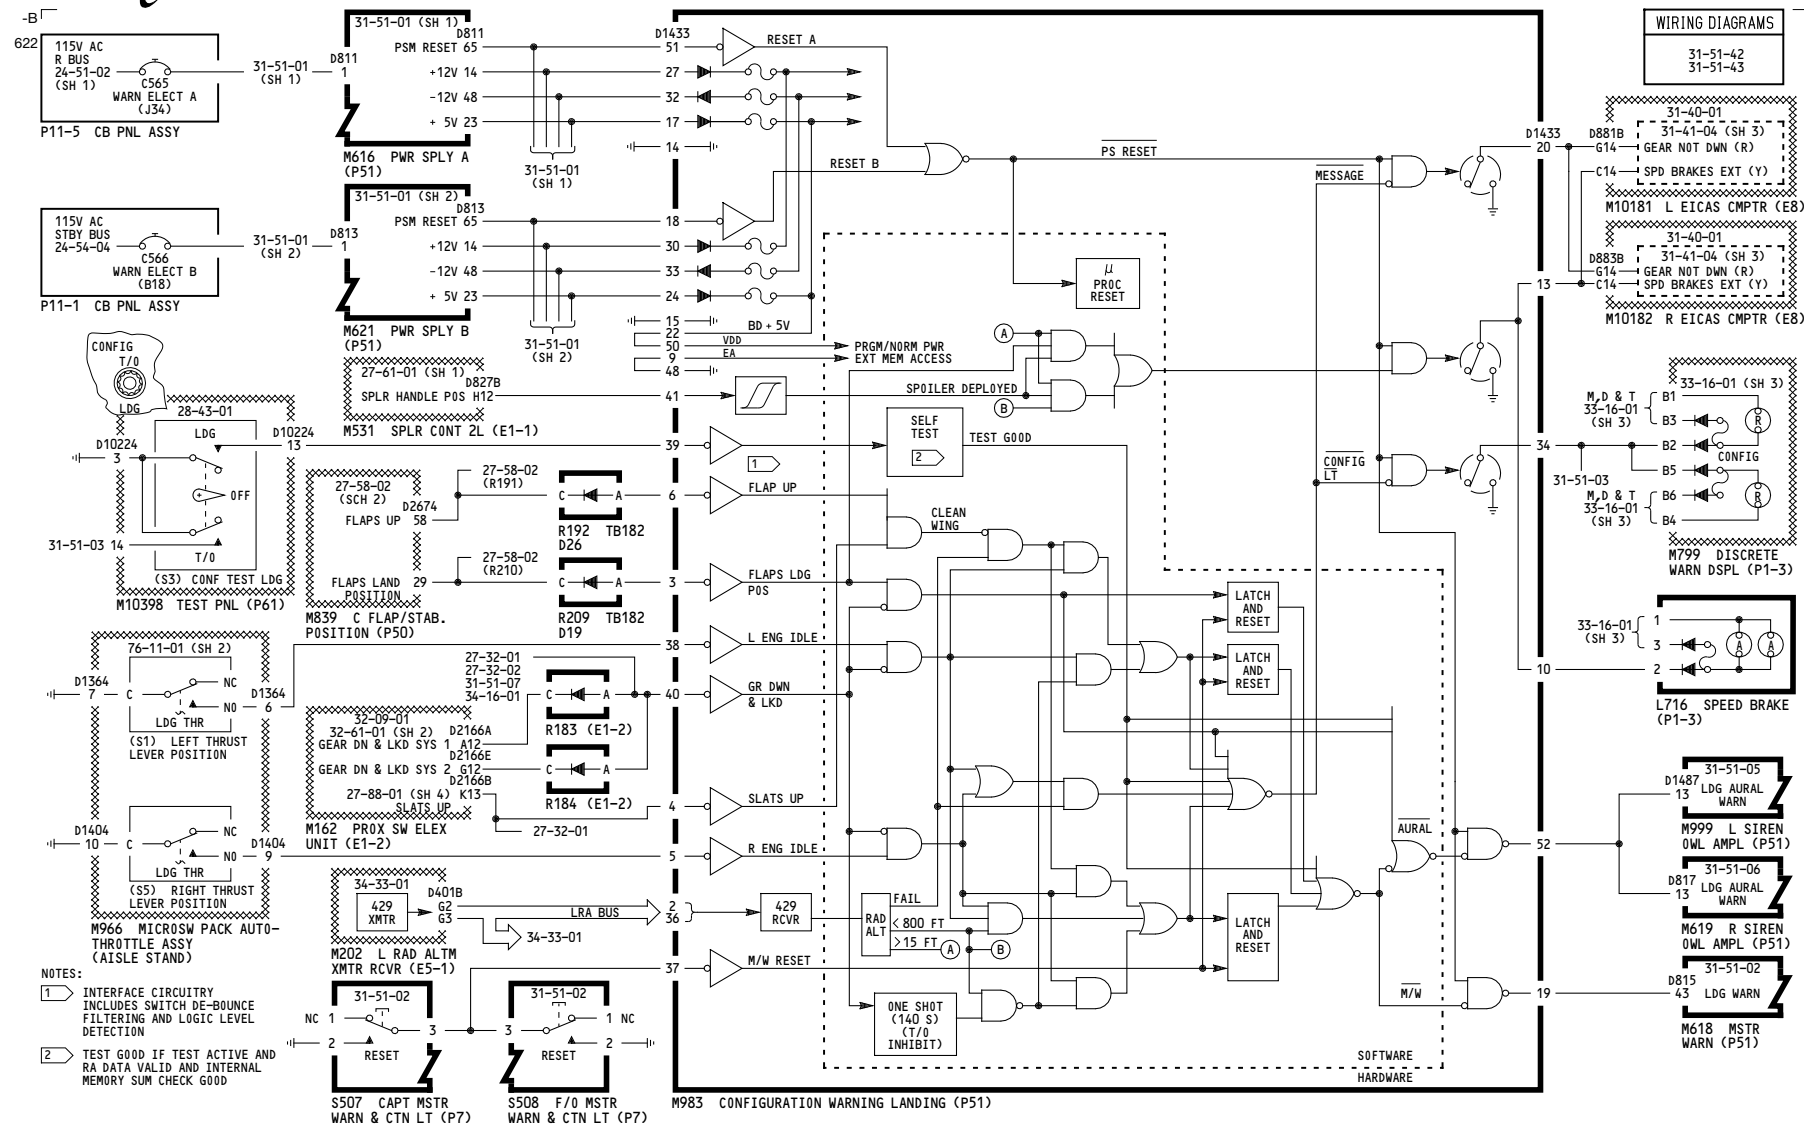 -B
622
115V AC
R BUS
24-51-02
(SH 1)
C565
WARN ELECT A
(J34)
P11-5 CB PNL ASSY
31-51-01
(SH 1)
D811
1
31-51-01 (SH 1)
D811
PSM RESET 65
+12V 14
-12V 48
+ 5V 23
M616 PWR SPLY A
(P51)
31-51-01
(SH 1)
115V AC
STBY BUS
24-54-04
C566
WARN ELECT B
(B18)
P11-1 CB PNL ASSY
31-51-01
(SH 2)
D813
1
31-51-01 (SH 2)
D813
PSM RESET 65
+12V 14
-12V 48
+ 5V 23
M621 PWR SPLY B
(P51)
31-51-01
(SH 2)
D1433
51
27
32
17
14
18
30
33
24
15
22
50
9
48
41
39
6
3
38
40
4
5
2
36
37
RESET A
RESET B
BD + 5V
VDD
EA
PRGM/NORM PWR
EXT MEM ACCESS
PS RESET
MESSAGE
μ
PROC
RESET
A
B
SPOILER DEPLOYED
SELF
TEST
2
TEST GOOD
1
CONFIG
LT
FLAP UP
CLEAN
WING
FLAPS LDG
POS
L ENG IDLE
GR DWN
& LKD
SLATS UP
R ENG IDLE
M/W RESET
LATCH
AND
RESET
LATCH
AND
RESET
LATCH
AND
RESET
429
RCVR
RAD
ALT
FAIL
< 800 FT
>15 FT
A
B
ONE SHOT
(140 S)
(T/O
INHIBIT)
AURAL
M/W
SOFTWARE
HARDWARE
M983 CONFIGURATION WARNING LANDING (P51)
CONFIG
T/O
LDG
28-43-01
D10224
3
LDG
D10224
13
OFF
31-51-03 14
T/O
(S3) CONF TEST LDG
M10398 TEST PNL (P61)
27-61-01 (SH 1)
D827B
SPLR HANDLE POS H12
M531 SPLR CONT 2L (E1-1)
27-58-02
(SCH 2)
D2674
FLAPS UP 58
FLAPS LAND 29
POSITION
M839 C FLAP/STAB.
POSITION (P50)
27-58-02
(R191)
C A
R192 TB182
D26
27-58-02
(R210)
C A
R209 TB182
D19
76-11-01 (SH 2)
D1364
7 C
NC
NO
D1364
6
LDG THR
(S1) LEFT THRUST
LEVER POSITION
D1404
10 C
NC
NO
D1404
9
LDG THR
(S5) RIGHT THRUST
LEVER POSITION
M966 MICROSW PACK AUTO-
THROTTLE ASSY
(AISLE STAND)
27-32-01
27-32-02
31-51-07
34-16-01
C A
R183 (E1-2)
C A
R184 (E1-2)
32-09-01
32-61-01 (SH 2)
D2166A
GEAR DN & LKD SYS 1 A12
D2166E
GEAR DN & LKD SYS 2 G12
D2166B
27-88-01 (SH 4) K13
SLATS UP
M162 PROX SW ELEX
UNIT (E1-2)
27-32-01
34-33-01
429
XMTR
D401B
G2
G3
LRA BUS
34-33-01
M202 L RAD ALTM
XMTR RCVR (E5-1)
NOTES:
1 INTERFACE CIRCUITRY
INCLUDES SWITCH DE-BOUNCE
FILTERING AND LOGIC LEVEL
DETECTION
2 TEST GOOD IF TEST ACTIVE AND
RA DATA VALID AND INTERNAL
MEMORY SUM CHECK GOOD
31-51-02
NC 1
2
3
RESET
S507 CAPT MSTR
WARN & CTN LT (P7)
31-51-02
3
1 NC
2
RESET
S508 F/O MSTR
WARN & CTN LT (P7)
WIRING DIAGRAMS
31-51-42
31-51-43
D1433
20
13
34
10
52
19
31-40-01
D881B
31-41-04 (SH 3)
G14 GEAR NOT DWN (R)
C14 SPD BRAKES EXT (Y)
M10181 L EICAS CMPTR (E8)
31-40-01
D883B
31-41-04 (SH 3)
G14 GEAR NOT DWN (R)
C14 SPD BRAKES EXT (Y)
M10182 R EICAS CMPTR (E8)
33-16-01 (SH 3)
M,D & T
33-16-01
(SH 3)
B1
B3
B2
CONFIG
B5
B6
B4
R
R
31-51-03
M,D & T
33-16-01
(SH 3)
M799 DISCRETE
WARN DSPL (P1-3)
33-16-01
(SH 3)
1
3
2
A
A
L716 SPEED BRAKE
(P1-3)
31-51-05
D1487
13
LDG AURAL
WARN
M999 L SIREN
OWL AMPL (P51)
31-51-06
D817
13
LDG AURAL
WARN
M619 R SIREN
OWL AMPL (P51)
31-51-02
D815
43
LDG WARN
M618 MSTR
WARN (P51)